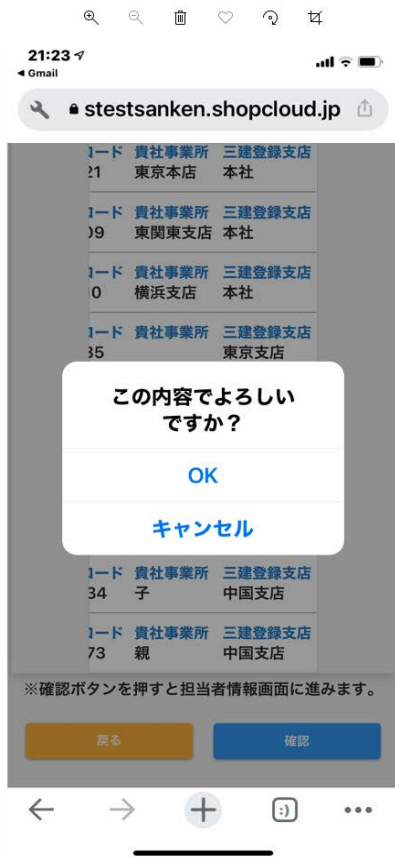 21:23
◀ Gmail
stestsanken.shopcloud.jp
コード 貴社事業所 三建登録支店
21 東京本店 本社
コード 貴社事業所 三建登録支店
09 東関東支店 本社
コード 貴社事業所 三建登録支店
0 横浜支店 本社
コード 貴社事業所 三建登録支店
35 東京支店
この内容でよろしい
ですか？
OK
キャンセル
コード 貴社事業所 三建登録支店
34 子 中国支店
コード 貴社事業所 三建登録支店
73 親 中国支店
※確認ボタンを押すと担当者情報画面に進みます。
戻る 確認
:)